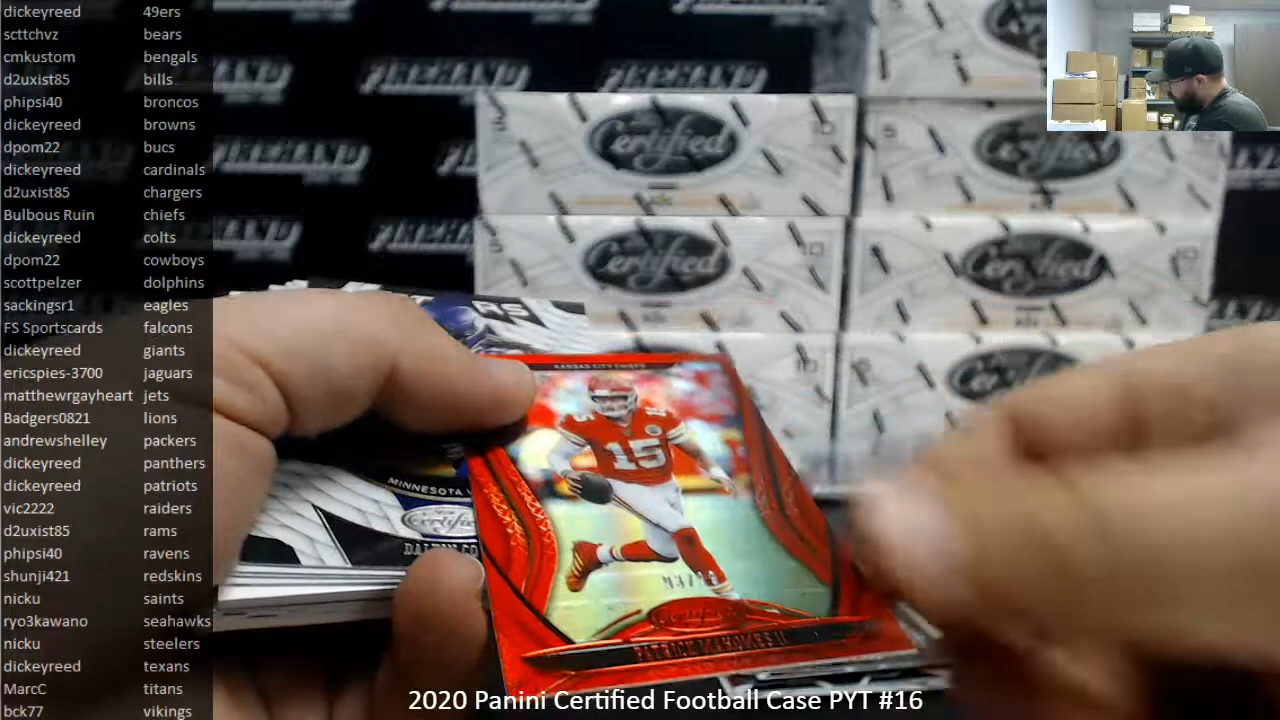 dickeyreed 49ers
scttchvz bears
cmkustom bengals
d2uxist85 bills
phipsi40 broncos
dickeyreed browns
dpom22 bucs
dickeyreed cardinals
d2uxist85 chargers
Bulbous Ruin chiefs
dickeyreed colts
dpom22 cowboys
scottpelzer dolphins
sackingsr1 eagles
FS Sportscards falcons
dickeyreed giants
ericspies-3700 jaguars
matthewrgayheart jets
Badgers0821 lions
andrewshelley packers
dickeyreed panthers
dickeyreed patriots
vic2222 raiders
d2uxist85 rams
phipsi40 ravens
shunji421 redskins
nicku saints
ryo3kawano seahawks
nicku steelers
dickeyreed texans
MarcC titans
bck77 vikings
Certified
Certified
Certified
Certified
KANSAS CITY CHIEFS
15
MINNESOTA
Certified
PATRICK MAHOMES II
2020 Panini Certified Football Case PYT #16